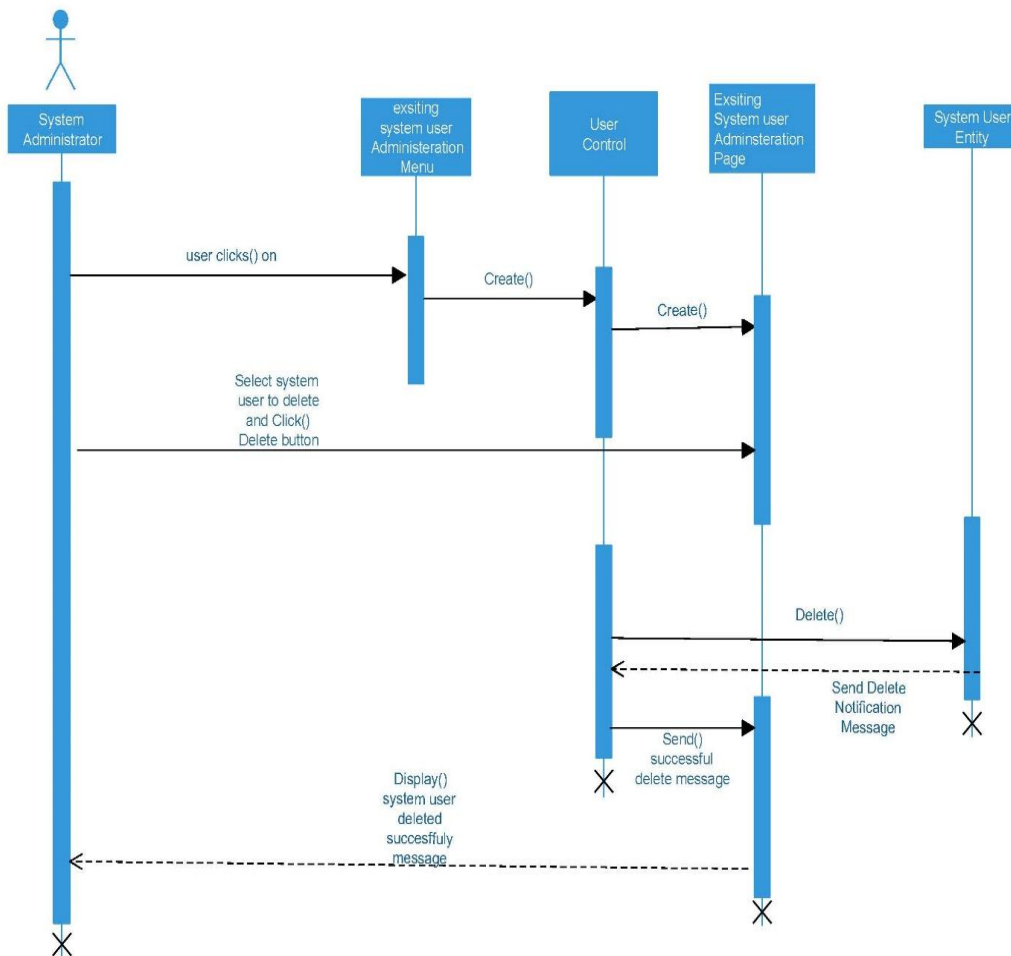 System
Administrator
exsiting
system user
Administeration
Menu
User
Control
Exsiting
System user
Adminsteration
Page
System User
Entity
user clicks() on
Create()
Create()
Select system
user to delete
and Click()
Delete button
Delete()
Send Delete
Notification
Message
Send()
successful
delete message
Display()
system user
deleted
succesffuly
message